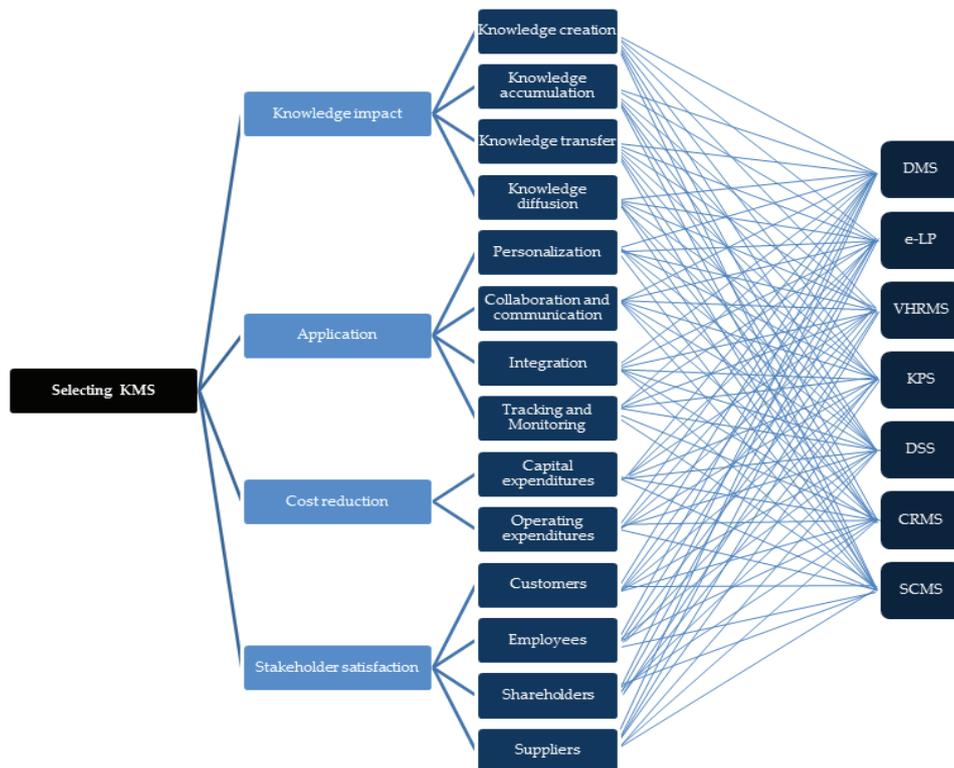 Selecting KMS
Knowledge impact
Application
Cost reduction
Stakeholder satisfaction
Knowledge creation
Knowledge
accumulation
Knowledge transfer
Knowledge
diffusion
Personalization
Collaboration and
communication
Integration
Tracking and
Monitoring
Capital
expenditures
Operating
expenditures
Customers
Employees
Shareholders
Suppliers
DMS
e-LP
VHRMS
KPS
DSS
CRMS
SCMS